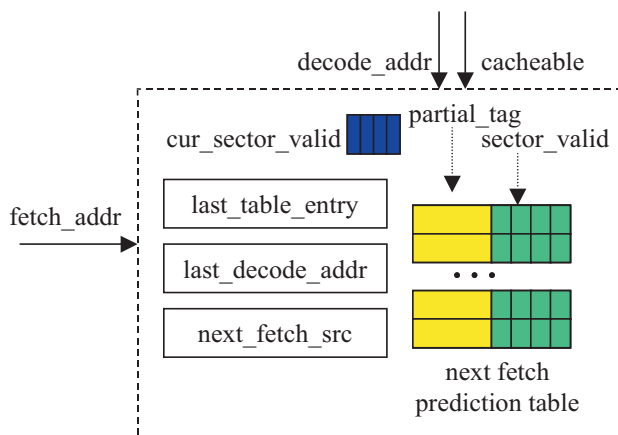 decode_addr
cacheable
partial_tag
cur_sector_valid
sector_valid
fetch_addr
last_table_entry
last_decode_addr
next_fetch_src
next fetch
prediction table